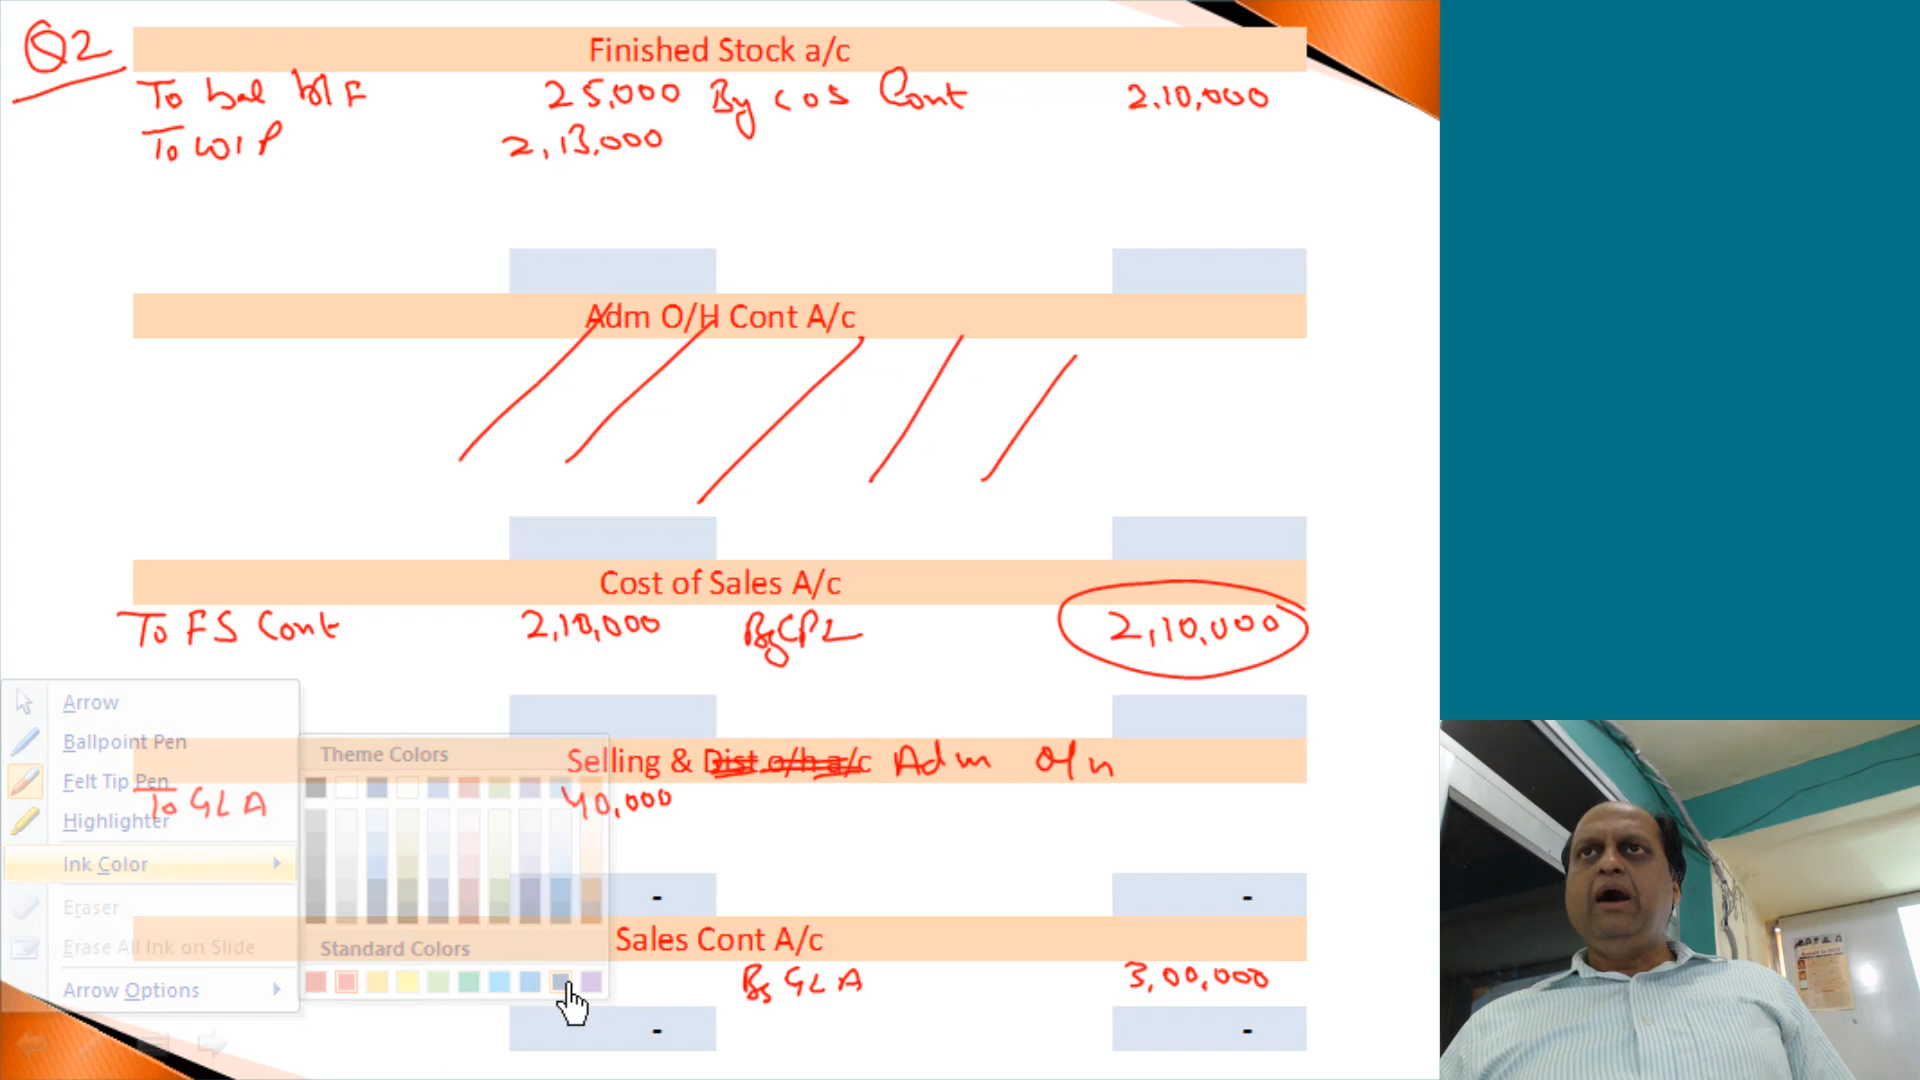 Q2
Finished Stock a/c
To bal b/f 25,000 By COS Cont 2,10,000
To WIP 2,13,000
Adm O/H Cont A/c
Cost of Sales A/c
To FS Cont 2,10,000 By CPL 2,10,000
Selling & Dist o/h a/c Adm O/h
To GLA 40,000
- -
Sales Cont A/c
By GLA 3,00,000
- -
Arrow
Ballpoint Pen
Felt Tip Pen
Highlighter
Ink Color
Eraser
Erase All Ink on Slide
Arrow Options
Theme Colors
Standard Colors